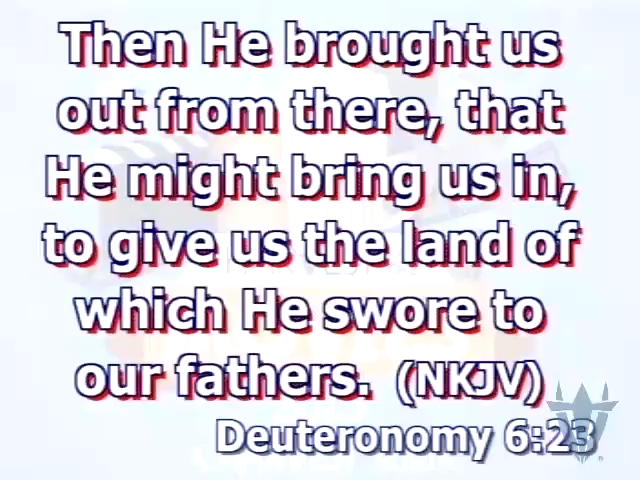 Then He brought us
out from there, that
He might bring us in,
to give us the land of
which He swore to
our fathers. (NKJV)
Deuteronomy 6:23